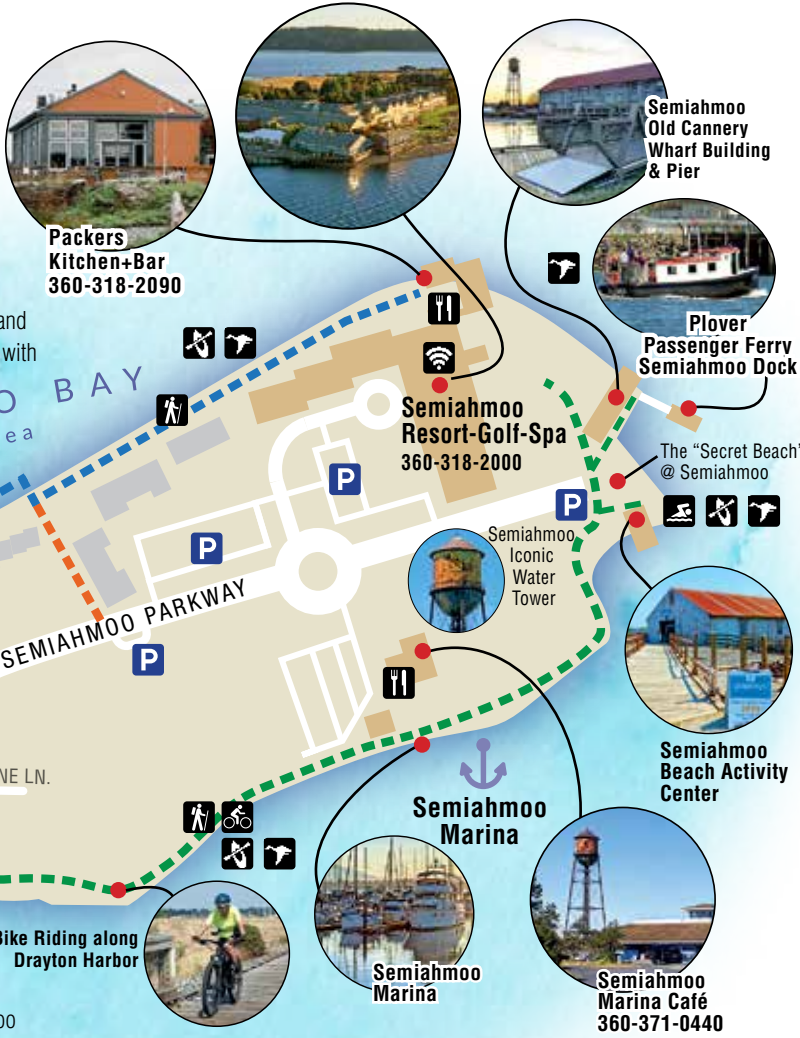 Packers
Kitchen+Bar
360-318-2090
Semiahmoo
Old Cannery
Wharf Building
& Pier
Plover
Passenger Ferry
Semiahmoo Dock
and
with
O BAY
ea
Semiahmoo
Resort-Golf-Spa
360-318-2000
The “Secret Beach”
@ Semiahmoo
P
P
P
P
Semiahmoo
Iconic
Water
Tower
SEMIAHMOO PARKWAY
Semiahmoo
Beach Activity
Center
NE LN.
Semiahmoo
Marina
Bike Riding along
Drayton Harbor
Semiahmoo
Marina
Semiahmoo
Marina Café
360-371-0440
00